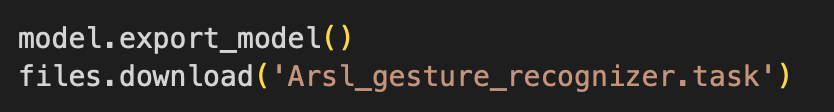 model.export_model()
files.download('Arsl_gesture_recognizer.task')